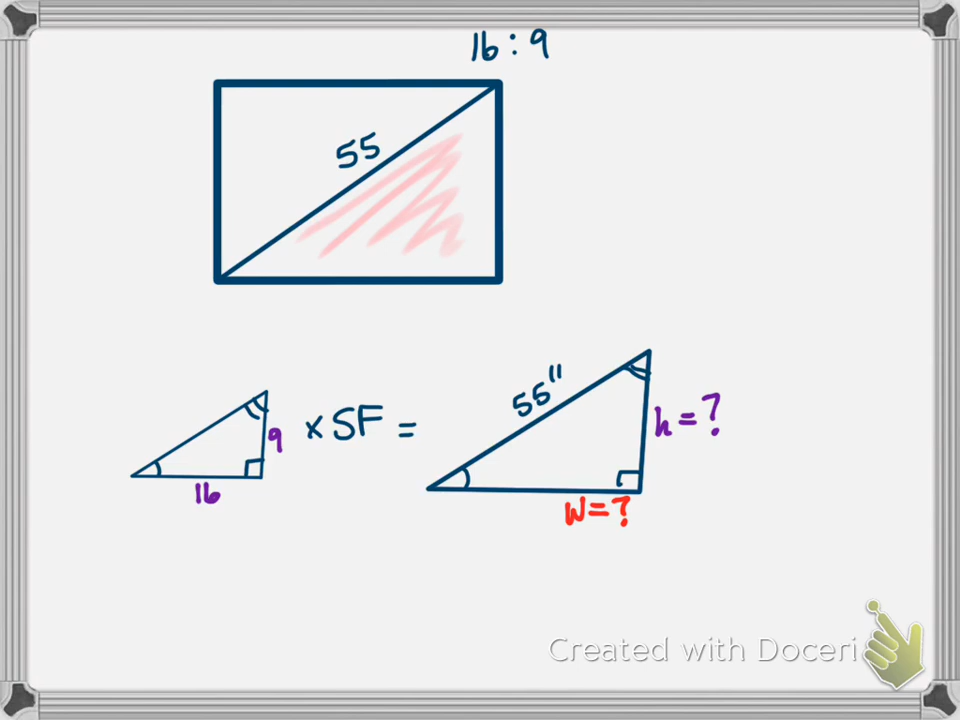 16 : 9
55
55"
9
x SF =
h = ?
16
W = ?
Created with Doceri